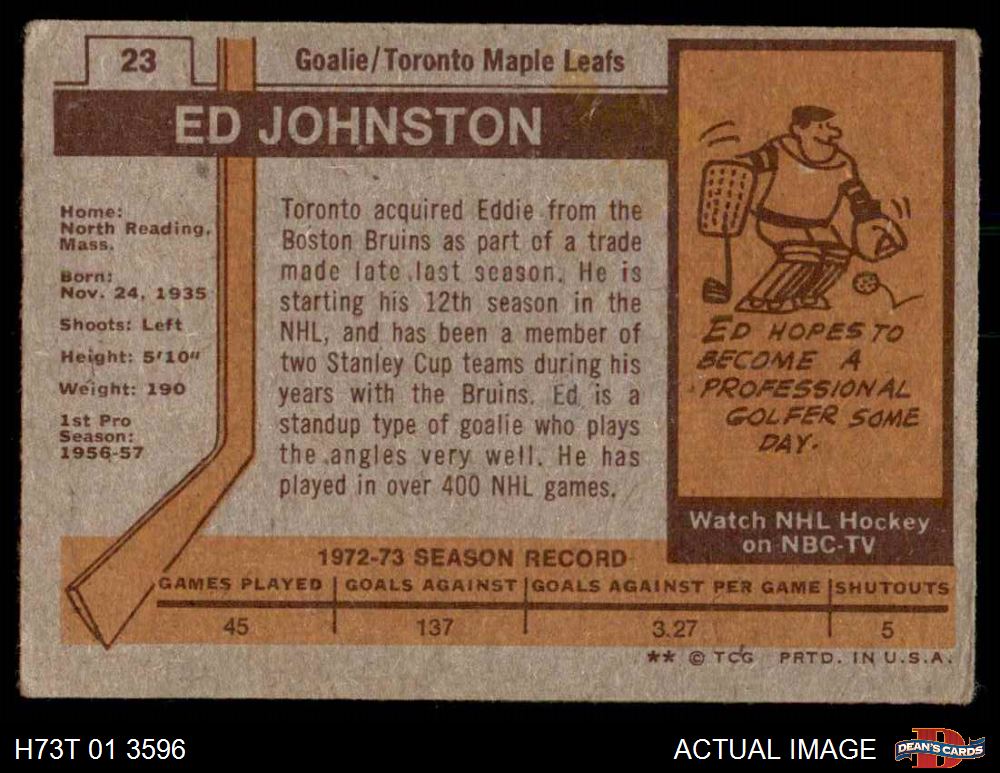 23
Goalie/Toronto Maple Leafs
ED JOHNSTON
Home:
North Reading,
Mass.
Born:
Nov. 24, 1935
Shoots: Left
Height: 5'10"
Weight: 190
1st Pro
Season:
1956-57
Toronto acquired Eddie from the
Boston Bruins as part of a trade
made late last season. He is
starting his 12th season in the
NHL, and has been a member of
two Stanley Cup teams during his
years with the Bruins. Ed is a
standup type of goalie who plays
the angles very well. He has
played in over 400 NHL games.
ED HOPES TO
BECOME A
PROFESSIONAL
GOLFER SOME
DAY.
Watch NHL Hockey
on NBC-TV
1972-73 SEASON RECORD
GAMES PLAYED GOALS AGAINST GOALS AGAINST PER GAME SHUTOUTS
45 137 3.27 5
** © TCG PRTD. IN U.S.A.
H73T 01 3596 ACTUAL IMAGE D DEAN'S CARDS